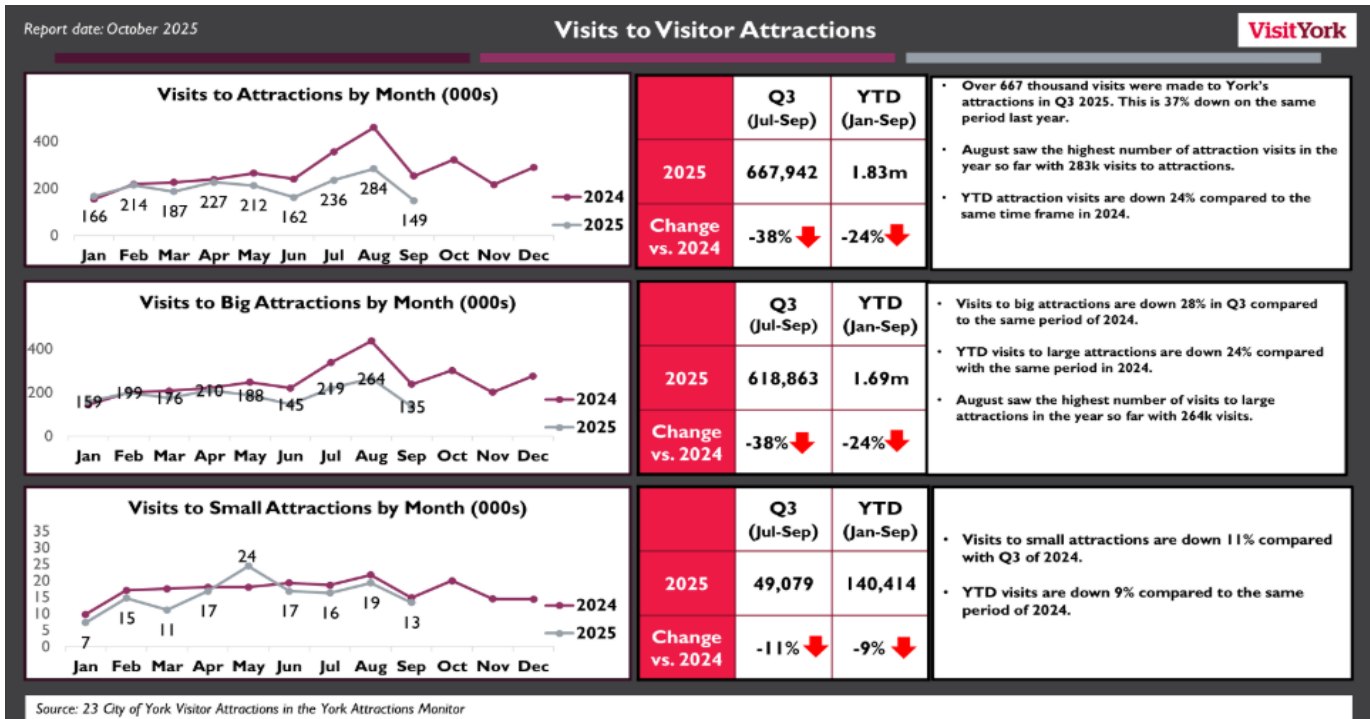 Report date: October 2025
Visits to Visitor Attractions
VisitYork
Visits to Attractions by Month (000s)
400
200
0
166 214 187 227 212 162 236 284 149
2024
2025
Jan Feb Mar Apr May Jun Jul Aug Sep Oct Nov Dec
Q3 YTD
(Jul-Sep) (Jan-Sep)
2025 667,942 1.83m
Change
vs. 2024
-38% -24%
• Over 667 thousand visits were made to York's
attractions in Q3 2025. This is 37% down on the same
period last year.
• August saw the highest number of attraction visits in the
year so far with 283k visits to attractions.
• YTD attraction visits are down 24% compared to the
same time frame in 2024.
Visits to Big Attractions by Month (000s)
400
200
0
159 199 176 210 188 145 219 264 135
2024
2025
Jan Feb Mar Apr May Jun Jul Aug Sep Oct Nov Dec
Q3 YTD
(Jul-Sep) (Jan-Sep)
2025 618,863 1.69m
Change
vs. 2024
-38% -24%
• Visits to big attractions are down 28% in Q3 compared
to the same period of 2024.
• YTD visits to large attractions are down 24% compared
with the same period in 2024.
• August saw the highest number of visits to large
attractions in the year so far with 264k visits.
Visits to Small Attractions by Month (000s)
35
30
25
20
15
10
5
0
7 15 11 17 24 17 16 19 13
2024
2025
Jan Feb Mar Apr May Jun Jul Aug Sep Oct Nov Dec
Q3 YTD
(Jul-Sep) (Jan-Sep)
2025 49,079 140,414
Change
vs. 2024
-11% -9%
• Visits to small attractions are down 11% compared
with Q3 of 2024.
• YTD visits are down 9% compared to the same
period of 2024.
Source: 23 City of York Visitor Attractions in the York Attractions Monitor